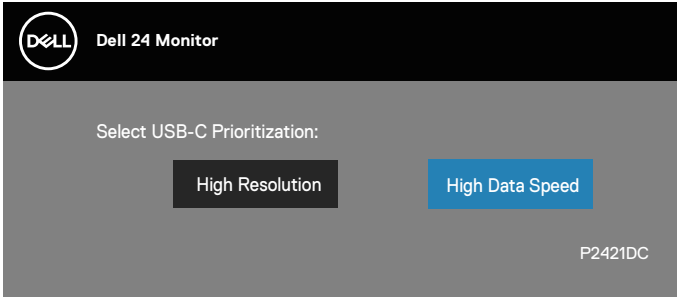 DELL
Dell 24 Monitor
Select USB-C Prioritization:
High Resolution
High Data Speed
P2421DC